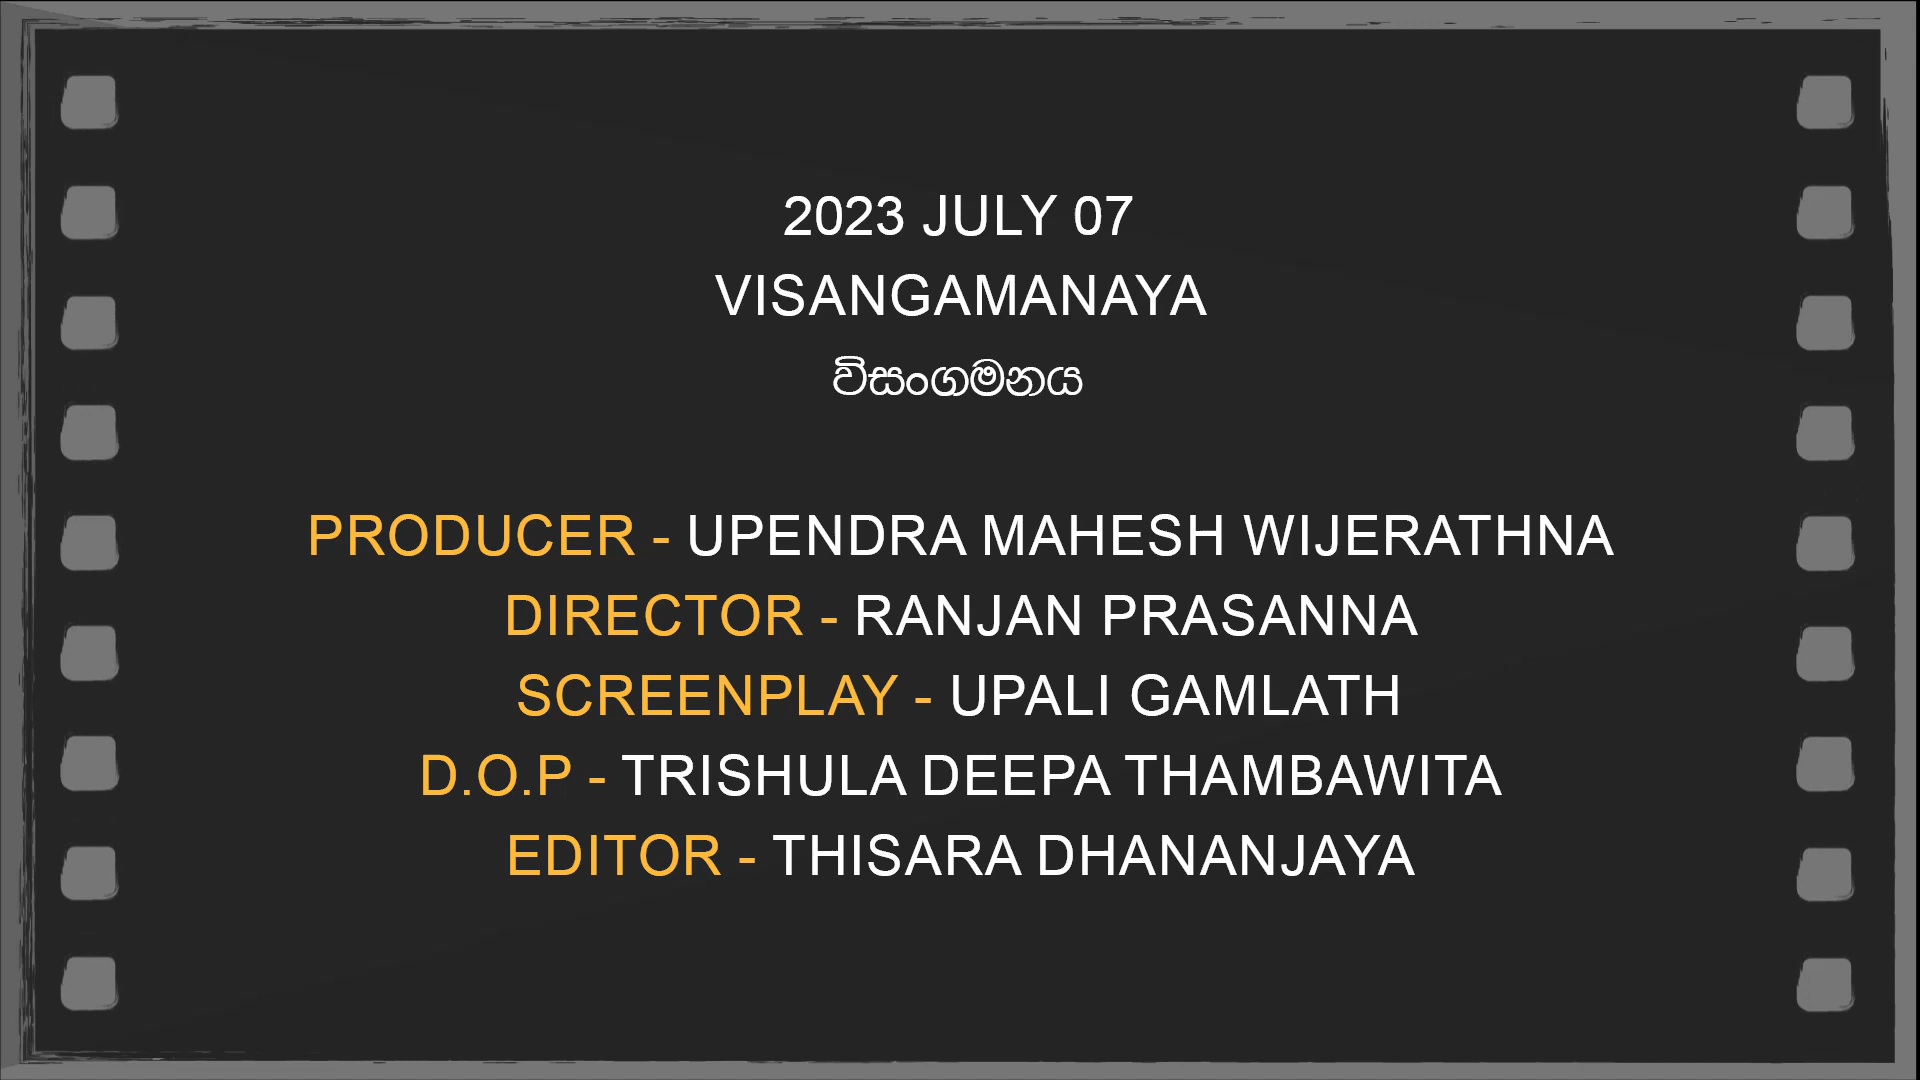 2023 JULY 07
VISANGAMANAYA
විසංගමනය
PRODUCER - UPENDRA MAHESH WIJERATHNA
DIRECTOR - RANJAN PRASANNA
SCREENPLAY - UPALI GAMLATH
D.O.P - TRISHULA DEEPA THAMBAWITA
EDITOR - THISARA DHANANJAYA